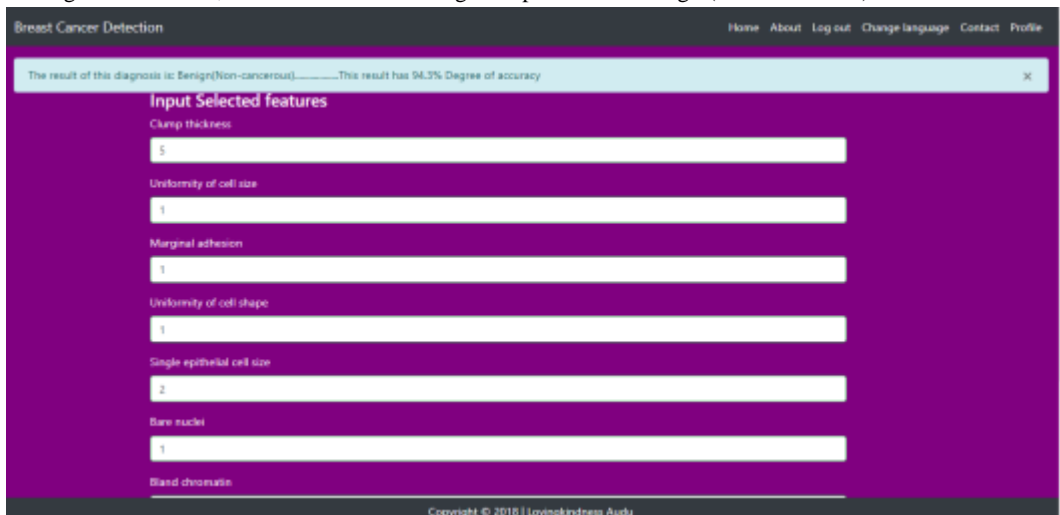 Breast Cancer Detection Home About Log out Change language Contact Profile
The result of this diagnosis is: Benign(Non-cancerous)................This result has 94.3% Degree of accuracy ×
Input Selected features
Clump thickness
5
Uniformity of cell size
1
Marginal adhesion
1
Uniformity of cell shape
1
Single epithelial cell size
2
Bare nuclei
1
Bland chromatin
Copyright © 2018 | Lovingkindness Audu